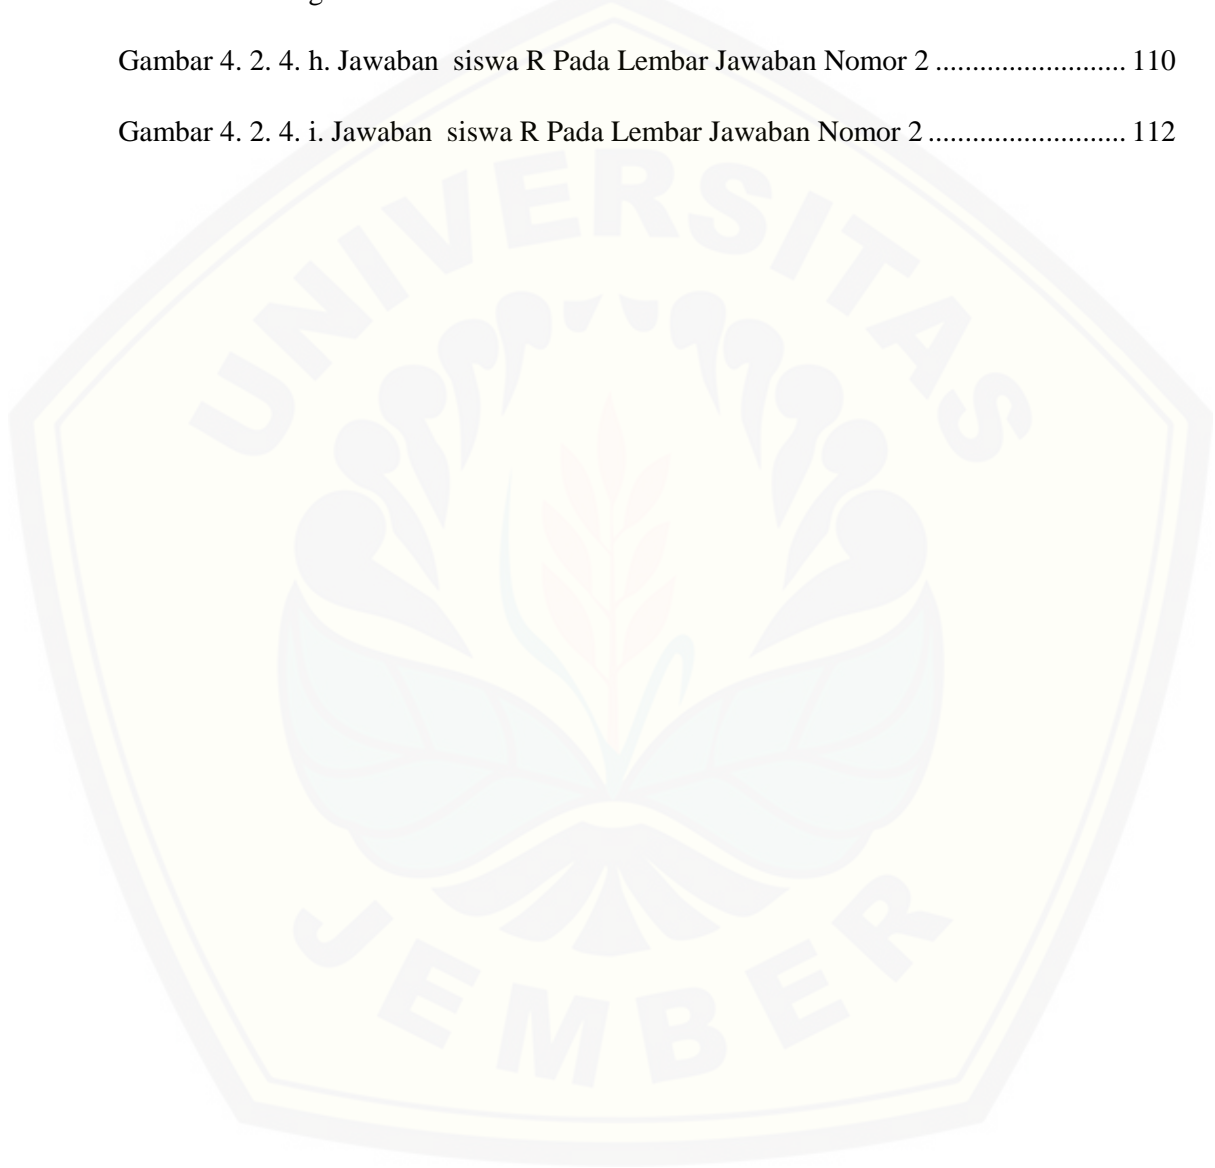 Gambar 4. 2. 4. h. Jawaban  siswa R Pada Lembar Jawaban Nomor 2 .......................... 110
Gambar 4. 2. 4. i. Jawaban  siswa R Pada Lembar Jawaban Nomor 2 ........................... 112
UNIVERSITAS
JEMBER